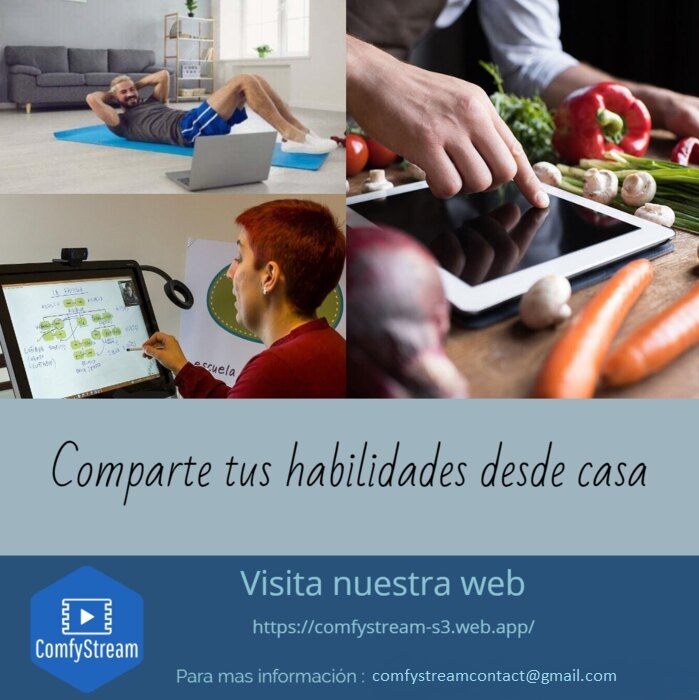 escuela
Comparte tus habilidades desde casa
Visita nuestra web
https://comfystream-s3.web.app/
ComfyStream
Para mas información : comfystreamcontact@gmail.com